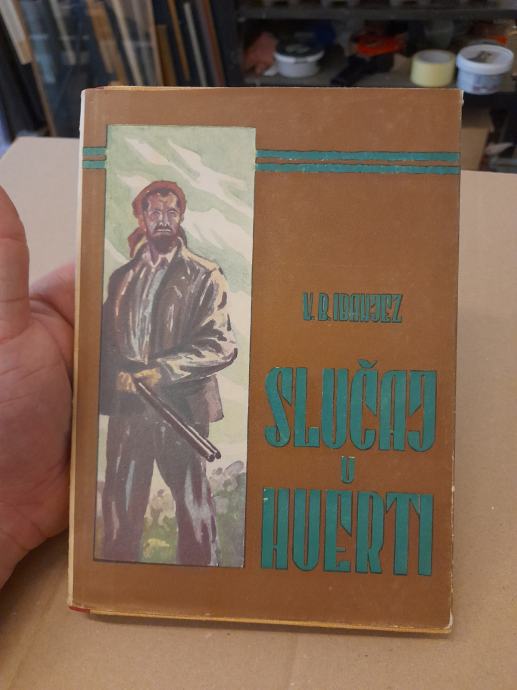 V. B. IBANJEZ
SLUČAJ
U
HUERTI